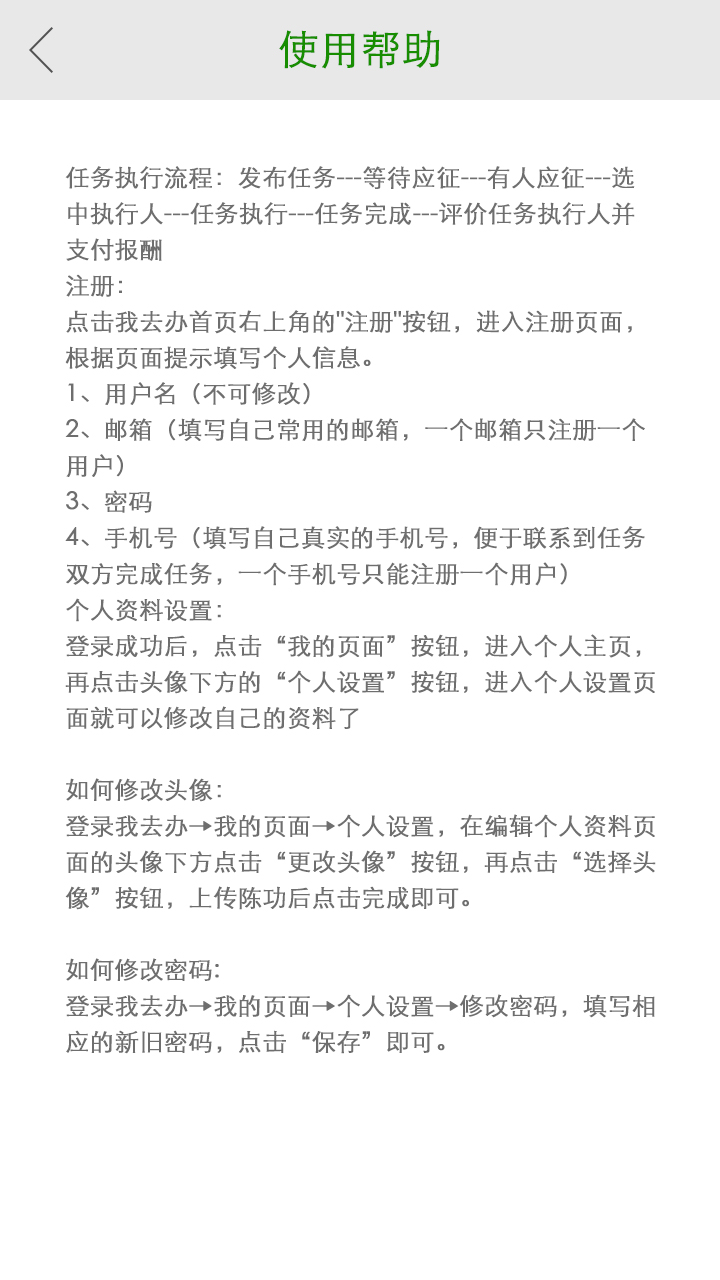 使用帮助
任务执行流程：发布任务---等待应征---有人应征---选
中执行人---任务执行---任务完成---评价任务执行人并
支付报酬
注册：
点击我去办首页右上角的"注册"按钮，进入注册页面，
根据页面提示填写个人信息。
1、用户名（不可修改）
2、邮箱（填写自己常用的邮箱，一个邮箱只注册一个
用户）
3、密码
4、手机号（填写自己真实的手机号，便于联系到任务
双方完成任务，一个手机号只能注册一个用户）
个人资料设置：
登录成功后，点击“我的页面”按钮，进入个人主页，
再点击头像下方的“个人设置”按钮，进入个人设置页
面就可以修改自己的资料了
如何修改头像：
登录我去办→我的页面→个人设置，在编辑个人资料页
面的头像下方点击“更改头像”按钮，再点击“选择头
像”按钮，上传陈功后点击完成即可。
如何修改密码:
登录我去办→我的页面→个人设置→修改密码，填写相
应的新旧密码，点击“保存”即可。